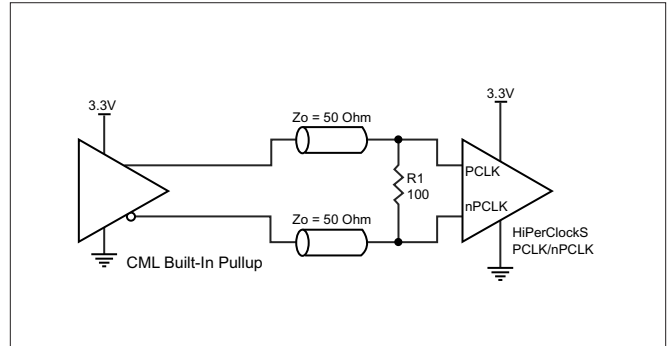 3.3V
3.3V
Zo = 50 Ohm
PCLK
R1
100
nPCLK
Zo = 50 Ohm
HiPerClockS
PCLK/nPCLK
CML Built-In Pullup